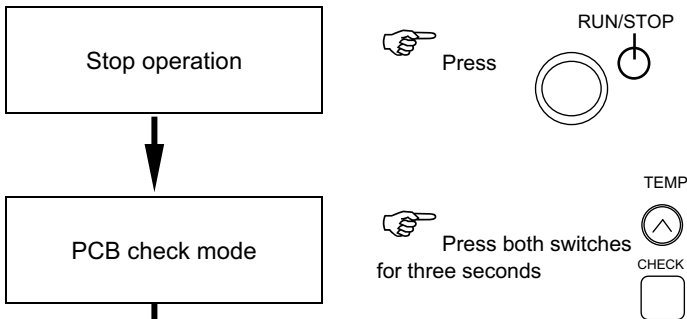 RUN/STOP
Stop operation
Press
TEMP
PCB check mode
Press both switches
for three seconds
CHECK